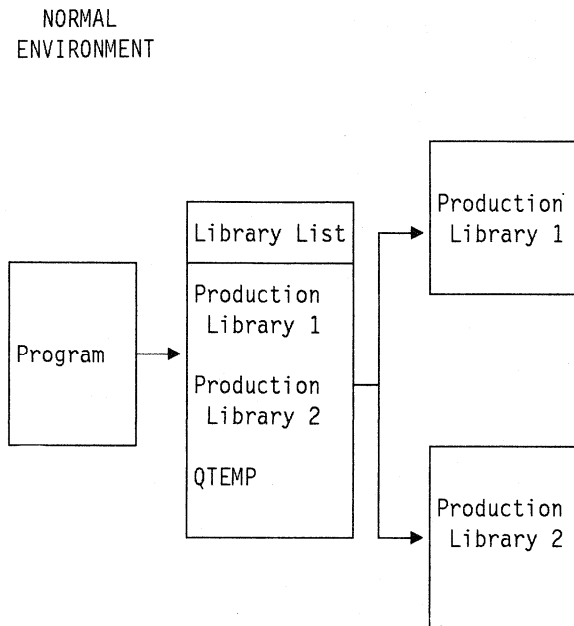 NORMAL
ENVIRONMENT
Program
Library List
Production
Library 1
Production
Library 2
QTEMP
Production
Library 1
Production
Library 2